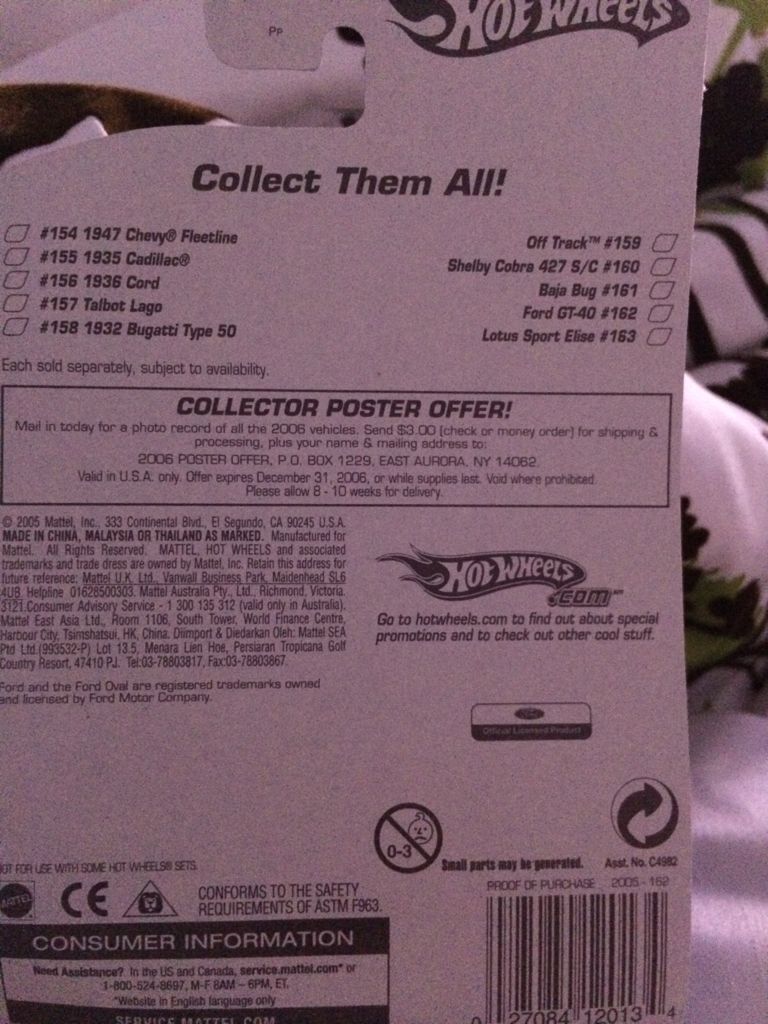 Pp
HOT WHEELS
Collect Them All!
#154 1947 Chevy® Fleetline
#155 1935 Cadillac®
#156 1936 Cord
#157 Talbot Lago
#158 1932 Bugatti Type 50
Off Track™ #159
Shelby Cobra 427 S/C #160
Baja Bug #161
Ford GT-40 #162
Lotus Sport Elise #163
Each sold separately, subject to availability.
COLLECTOR POSTER OFFER!
Mail in today for a photo record of all the 2006 vehicles. Send $3.00 (check or money order) for shipping &
processing, plus your name & mailing address to:
2006 POSTER OFFER, P.O. BOX 1229, EAST AURORA, NY 14062.
Valid in U.S.A. only. Offer expires December 31, 2006, or while supplies last. Void where prohibited.
Please allow 8 - 10 weeks for delivery.
© 2005 Mattel, Inc., 333 Continental Blvd., El Segundo, CA 90245 U.S.A.
MADE IN CHINA, MALAYSIA OR THAILAND AS MARKED. Manufactured for
Mattel. All Rights Reserved. MATTEL, HOT WHEELS and associated
trademarks and trade dress are owned by Mattel, Inc. Retain this address for
future reference: Mattel U.K. Ltd., Vanwall Business Park, Maidenhead SL6
4UB. Helpline 01628500303. Mattel Australia Pty., Ltd., Richmond, Victoria.
3121.Consumer Advisory Service - 1 300 135 312 (valid only in Australia).
Mattel East Asia Ltd., Room 1106, South Tower, World Finance Centre,
Harbour City, Tsimshatsui, HK, China. Diimport & Diedarkan Oleh: Mattel SEA
Ptd Ltd.(993532-P) Lot 13.5, Menara Lien Hoe, Persiaran Tropicana Golf
Country Resort, 47410 PJ. Tel:03-78803817, Fax:03-78803867.
Ford and the Ford Oval are registered trademarks owned
and licensed by Ford Motor Company.
HOT WHEELS
.COM™
Go to hotwheels.com to find out about special
promotions and to check out other cool stuff.
Ford
Official Licensed Product
0-3
Small parts may be generated.
Asst. No. C4982
OT FOR USE WITH SOME HOT WHEELS® SETS.
MATTEL
CE
CONFORMS TO THE SAFETY
REQUIREMENTS OF ASTM F963.
PROOF OF PURCHASE 2005 - 162
CONSUMER INFORMATION
Need Assistance? In the US and Canada, service.mattel.com* or
1-800-524-8697, M-F 8AM – 6PM, ET.
*Website in English language only
SERVICE.MATTEL.COM
0 27084 12013 4